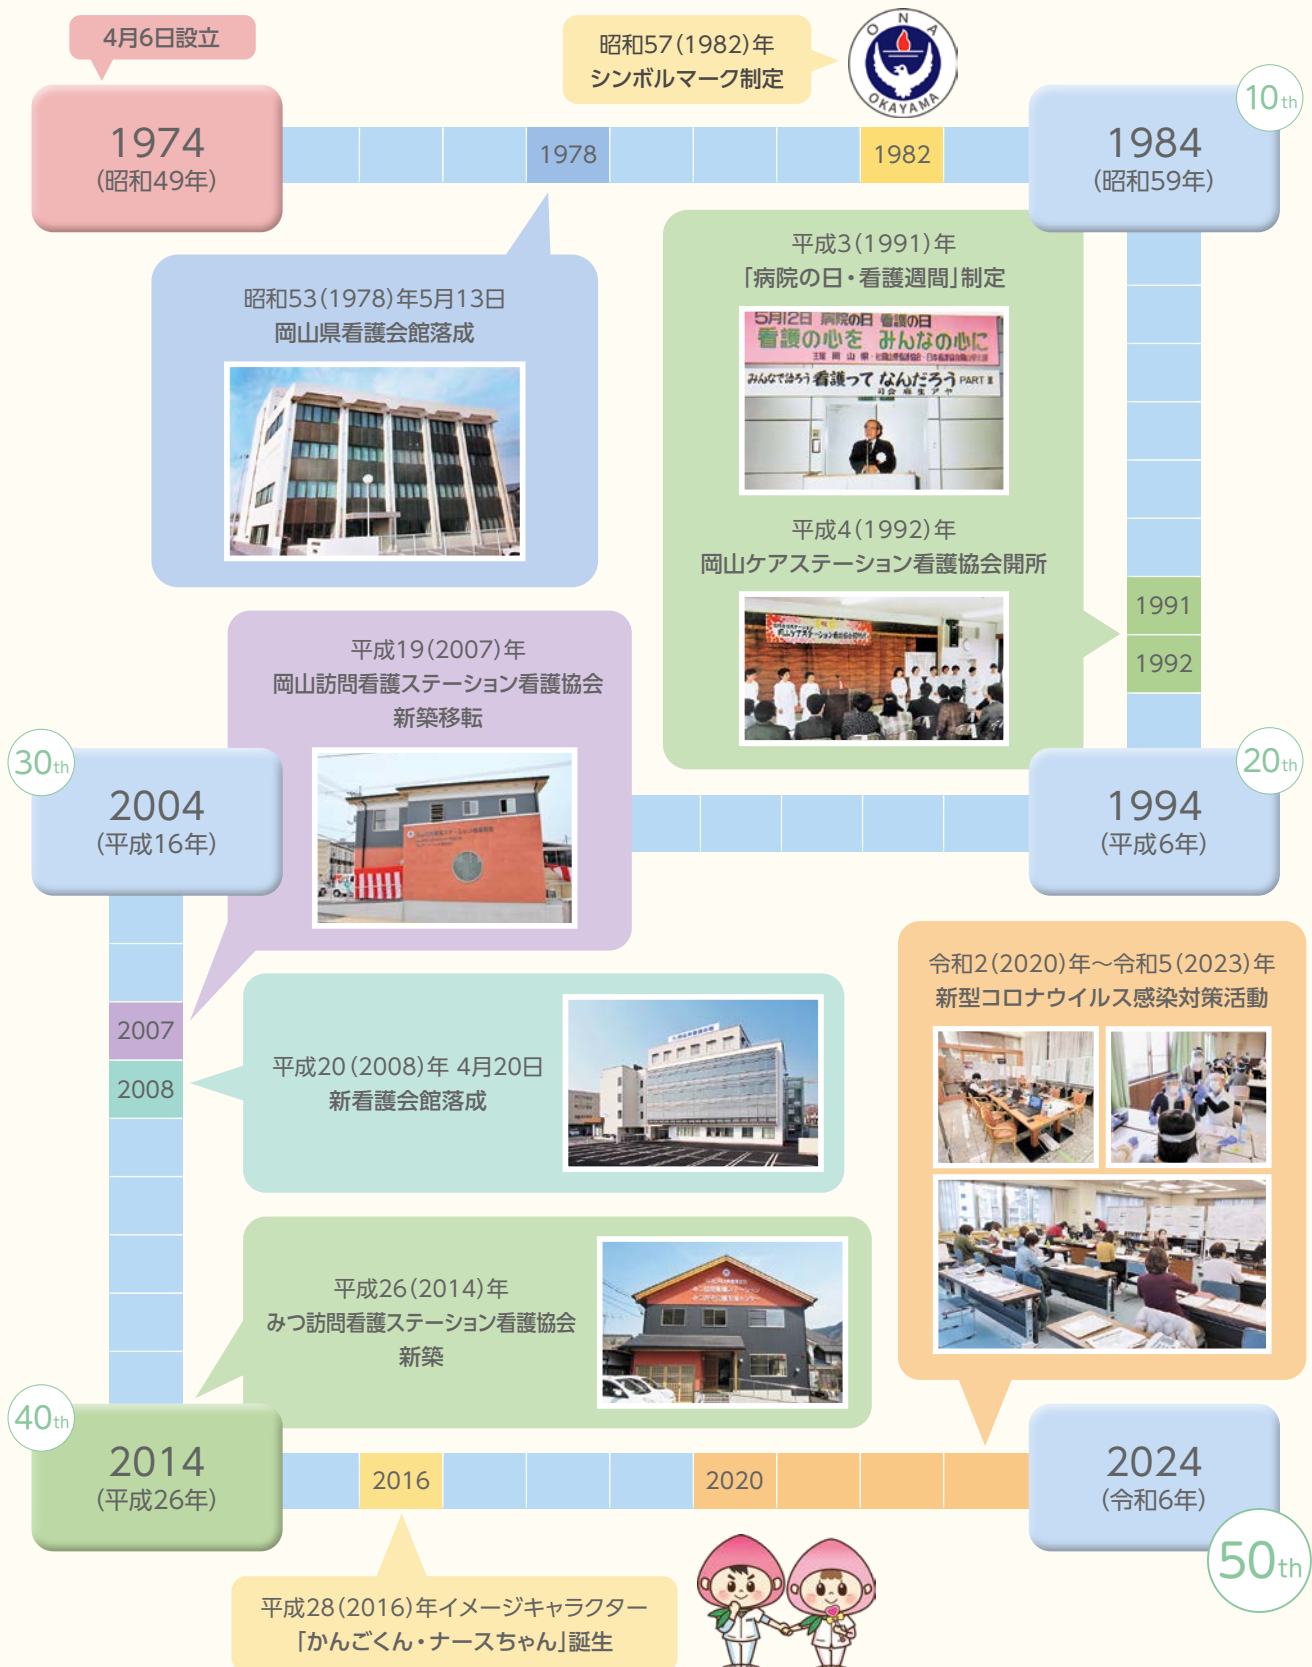 4月6日設立
1974
(昭和49年)
1978
昭和57(1982)年
シンボルマーク制定
ONA
OKAYAMA
1982
10th
1984
(昭和59年)
昭和53(1978)年5月13日
岡山県看護会館落成
平成3(1991)年
「病院の日・看護週間」制定
5月12日 病院の日 看護の日
看護の心を みんなの心に
みんなで語ろう 看護って なんだろう PART II
司会 麻生アヤ
平成4(1992)年
岡山ケアステーション看護協会開所
1991
1992
20th
1994
(平成6年)
平成19(2007)年
岡山訪問看護ステーション看護協会
新築移転
30th
2004
(平成16年)
2007
2008
平成20(2008)年 4月20日
新看護会館落成
平成26(2014)年
みつ訪問看護ステーション看護協会
新築
令和2(2020)年～令和5(2023)年
新型コロナウイルス感染対策活動
40th
2014
(平成26年)
2016
2020
2024
(令和6年)
50th
平成28(2016)年イメージキャラクター
「かんごくん・ナースちゃん」誕生